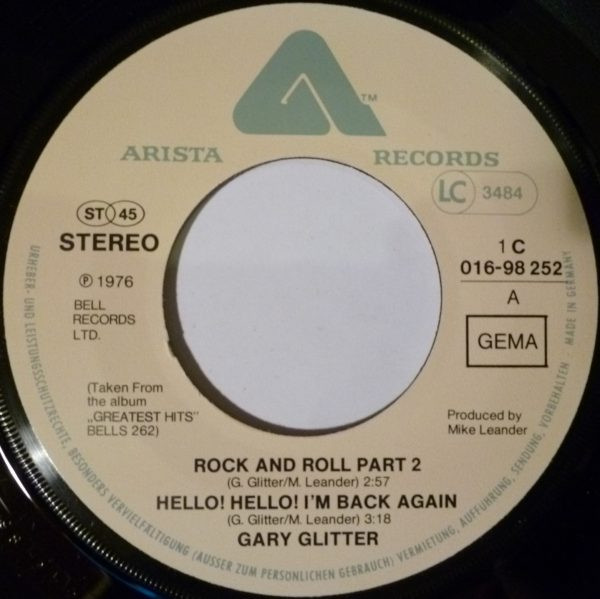 TM
ARISTA RECORDS
LC 3484
ST 45
STEREO
℗ 1976
BELL
RECORDS
LTD.
(Taken From
the album
„GREATEST HITS"
BELLS 262)
1 C
016-98 252
A
GEMA
Produced by
Mike Leander
ROCK AND ROLL PART 2
(G. Glitter/M. Leander) 2:57
HELLO! HELLO! I'M BACK AGAIN
(G. Glitter/M. Leander) 3:18
GARY GLITTER
URHEBER- UND LEISTUNGSSCHUTZRECHTE, BESONDERS VERVIELFÄLTIGUNG (AUSSER ZUM PERSÖNLICHEN GEBRAUCH) VERMIETUNG, AUFFÜHRUNG, SENDUNG, VORBEHALTEN · MADE IN GERMANY